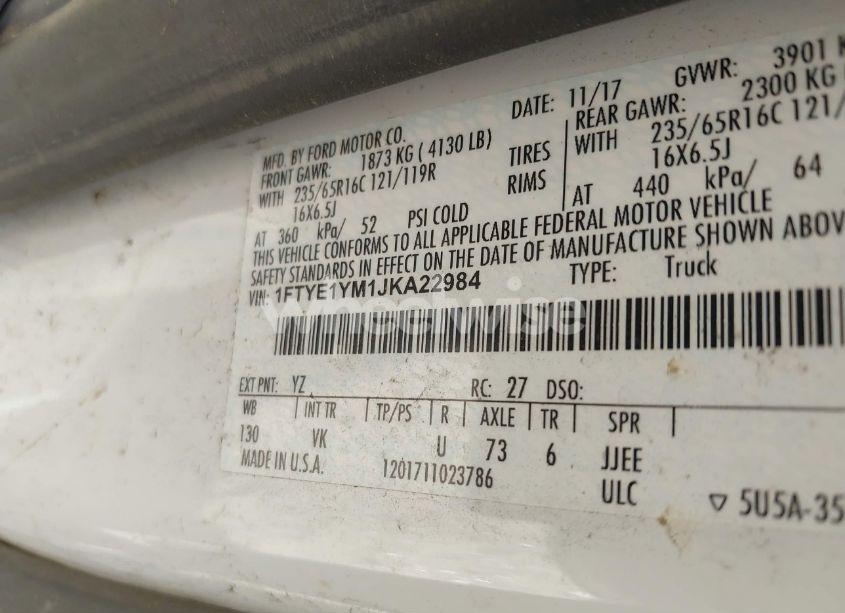 MFD. BY FORD MOTOR CO. DATE: 11/17 GVWR: 3901 K
FRONT GAWR: 1873 KG ( 4130 LB) REAR GAWR: 2300 KG
WITH 235/65R16C 121/119R TIRES WITH 235/65R16C 121/
16X6.5J RIMS 16X6.5J
AT 360 kPa/ 52 PSI COLD AT 440 kPa/ 64
THIS VEHICLE CONFORMS TO ALL APPLICABLE FEDERAL MOTOR VEHICLE
SAFETY STANDARDS IN EFFECT ON THE DATE OF MANUFACTURE SHOWN ABOV
VIN: 1FTYE1YM1JKA22984 TYPE: Truck
wheelwise
EXT PNT: YZ RC: 27 DSO:
WB INT TR TP/PS R AXLE TR SPR
130 VK U 73 6 JJEE
MADE IN U.S.A. 1201711023786 ULC
▽ 5U5A-35